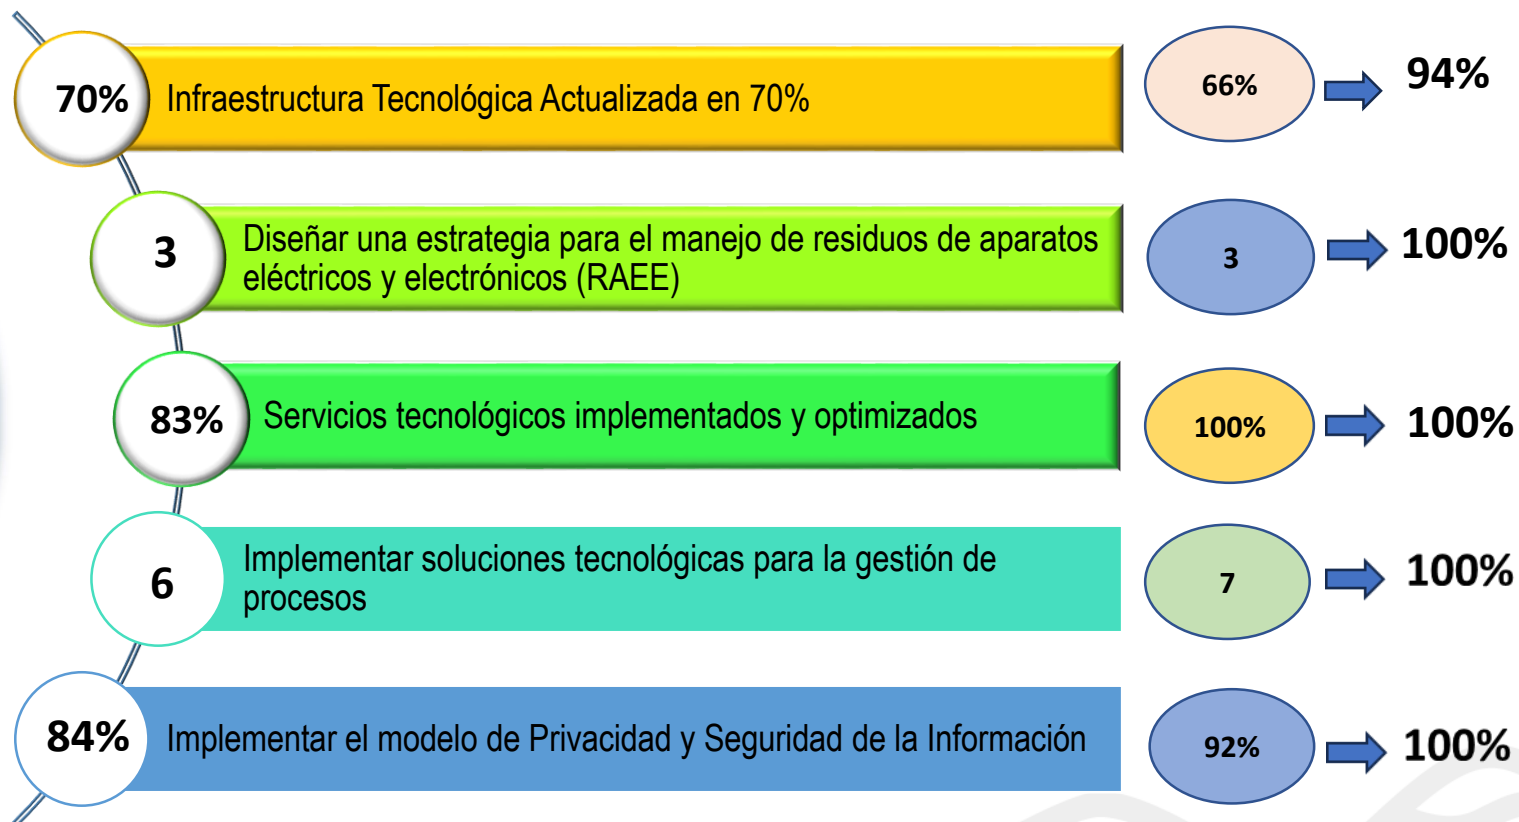 70%
Infraestructura Tecnológica Actualizada en 70%
66%
94%
3
Diseñar una estrategia para el manejo de residuos de aparatos
eléctricos y electrónicos (RAEE)
3
100%
83%
Servicios tecnológicos implementados y optimizados
100%
100%
6
Implementar soluciones tecnológicas para la gestión de
procesos
7
100%
84%
Implementar el modelo de Privacidad y Seguridad de la Información
92%
100%